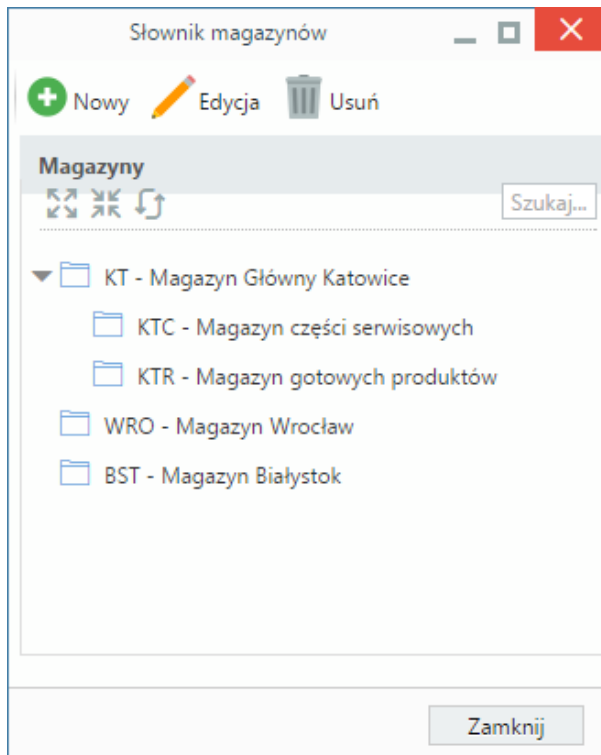 Słownik magazynów
Nowy Edycja Usuń
Magazyny
Szukaj...
KT - Magazyn Główny Katowice
KTC - Magazyn części serwisowych
KTR - Magazyn gotowych produktów
WRO - Magazyn Wrocław
BST - Magazyn Białystok
Zamknij